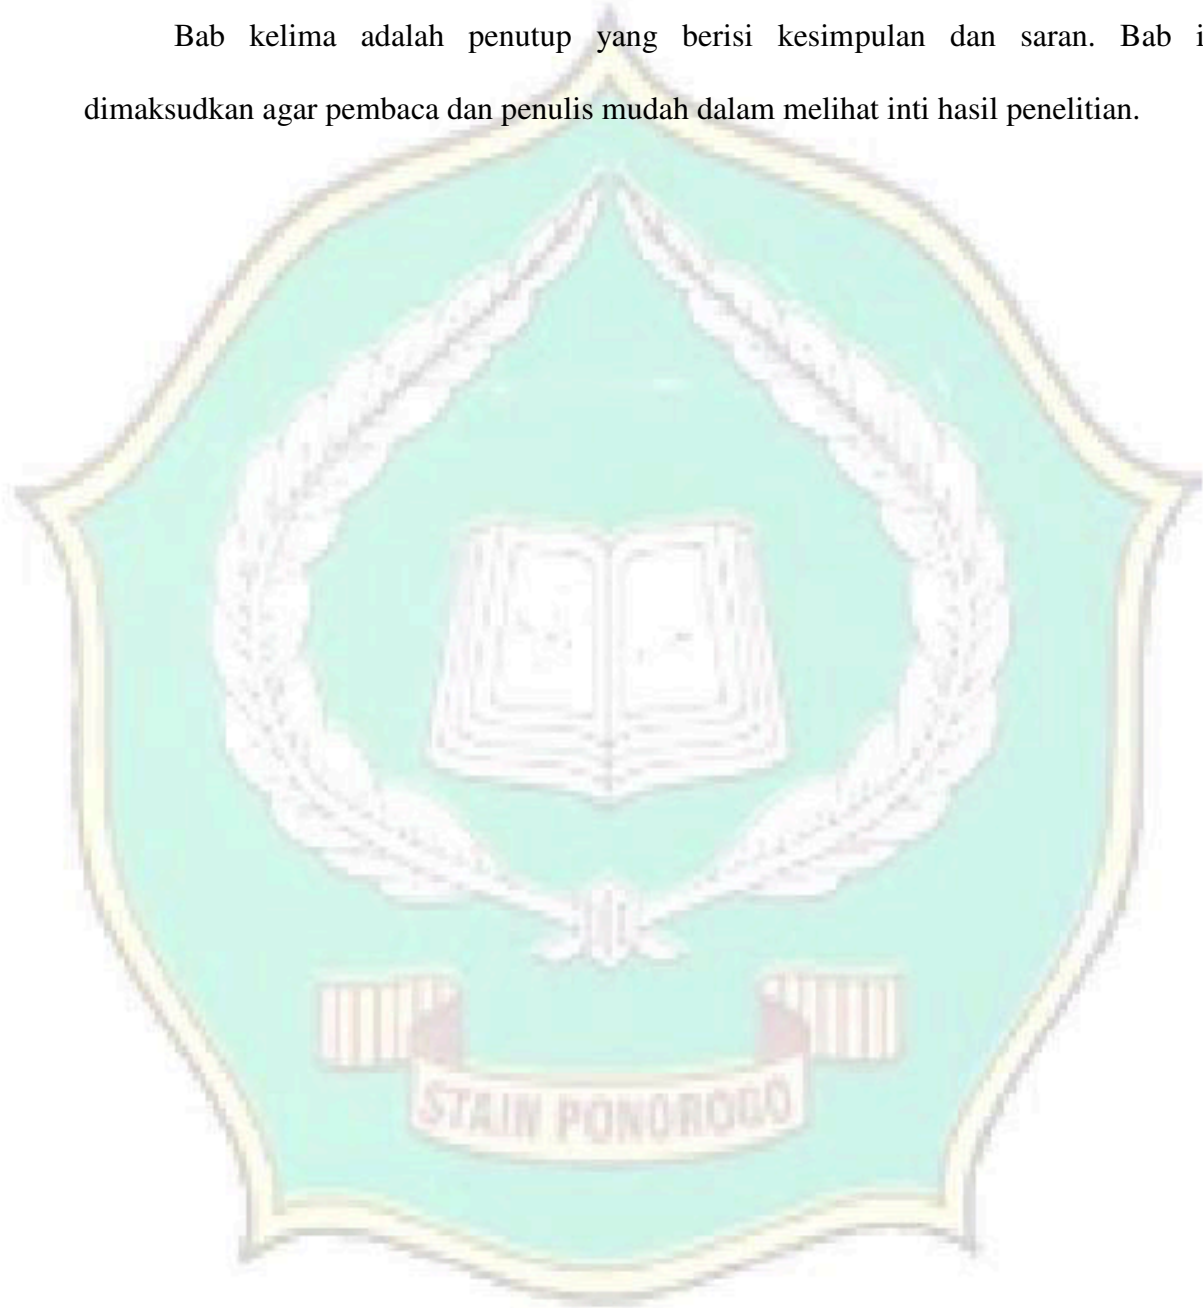 Bab kelima adalah penutup yang berisi kesimpulan dan saran. Bab i
dimaksudkan agar pembaca dan penulis mudah dalam melihat inti hasil penelitian.
STAIN PONOROGO